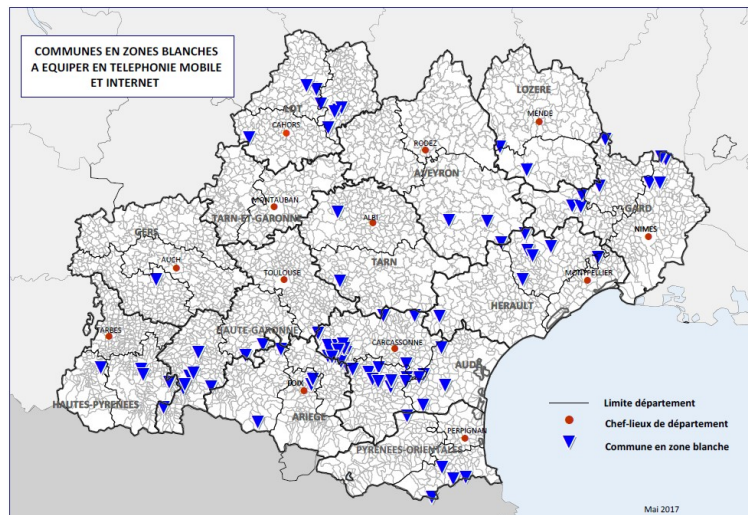 COMMUNES EN ZONES BLANCHES
A EQUIPER EN TELEPHONIE MOBILE
ET INTERNET
LOZERE
MENDE
LOT
CAHORS
RODEZ
AVEYRON
MONTAUBAN
TARN-ET-GARONNE
ALBI
GARD
NIMES
GERS
AUCH
TOULOUSE
TARN
MONTPELLIER
HERAULT
TARBES
HAUTE-GARONNE
CARCASSONNE
AUDE
FOIX
HAUTES-PYRENEES
ARIEGE
PERPIGNAN
PYRENEES-ORIENTALES
Limite département
Chef-lieux de département
Commune en zone blanche
Mai 2017